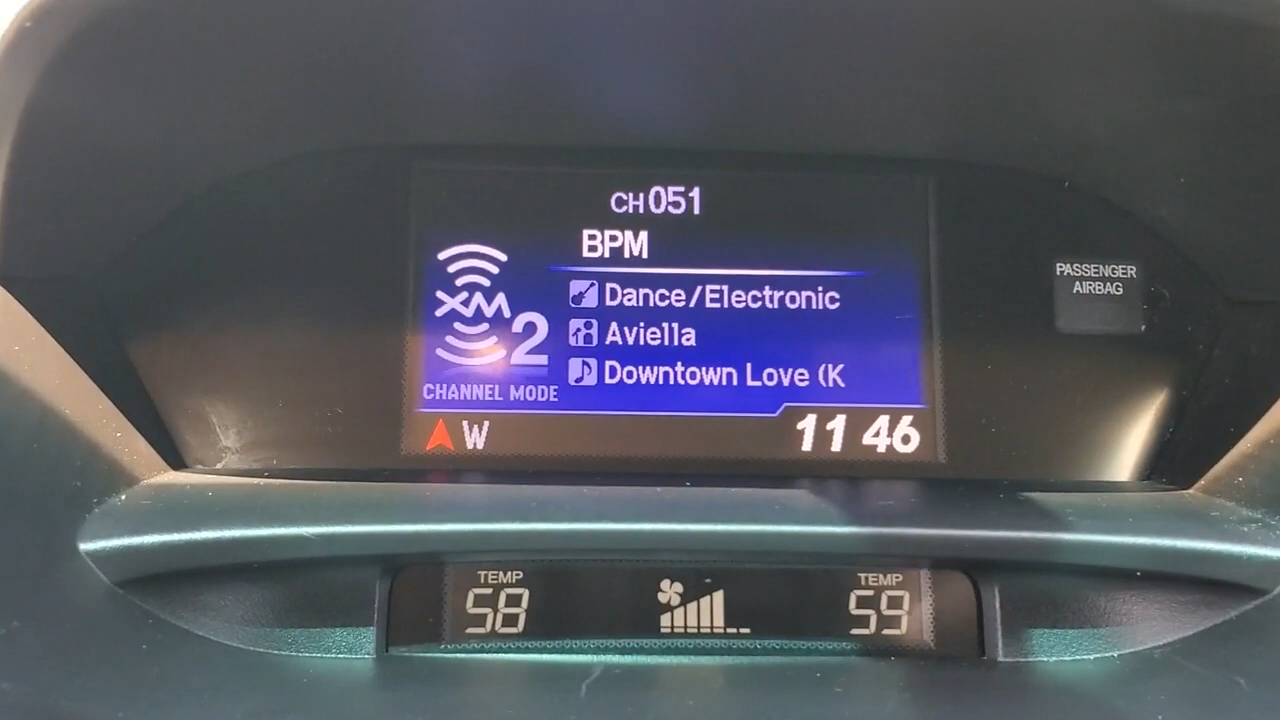 CH 051
BPM
XM 2
Dance/Electronic
Aviella
Downtown Love (K
CHANNEL MODE
W
11 46
PASSENGER
AIRBAG
TEMP
58
TEMP
59